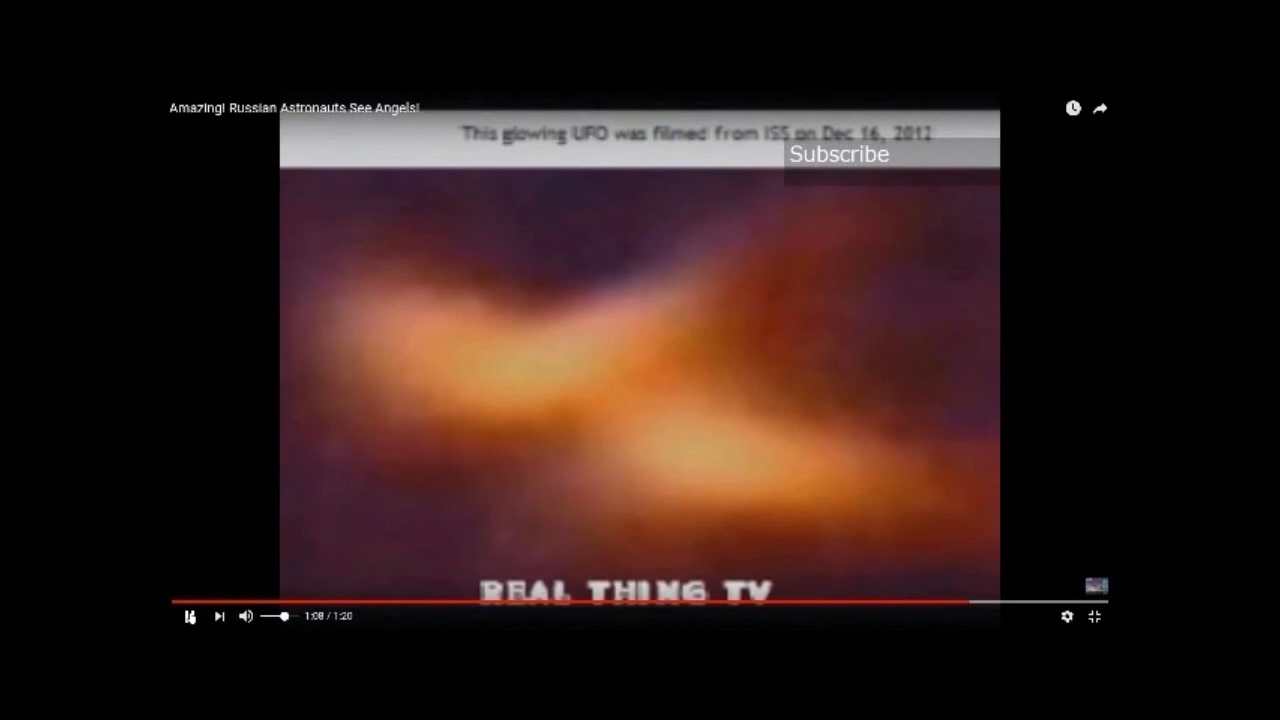 Amazing! Russian Astronauts See Angels!
This glowing UFO was filmed from ISS on Dec 16, 2012
Subscribe
REAL THING TV
1:08 / 1:20